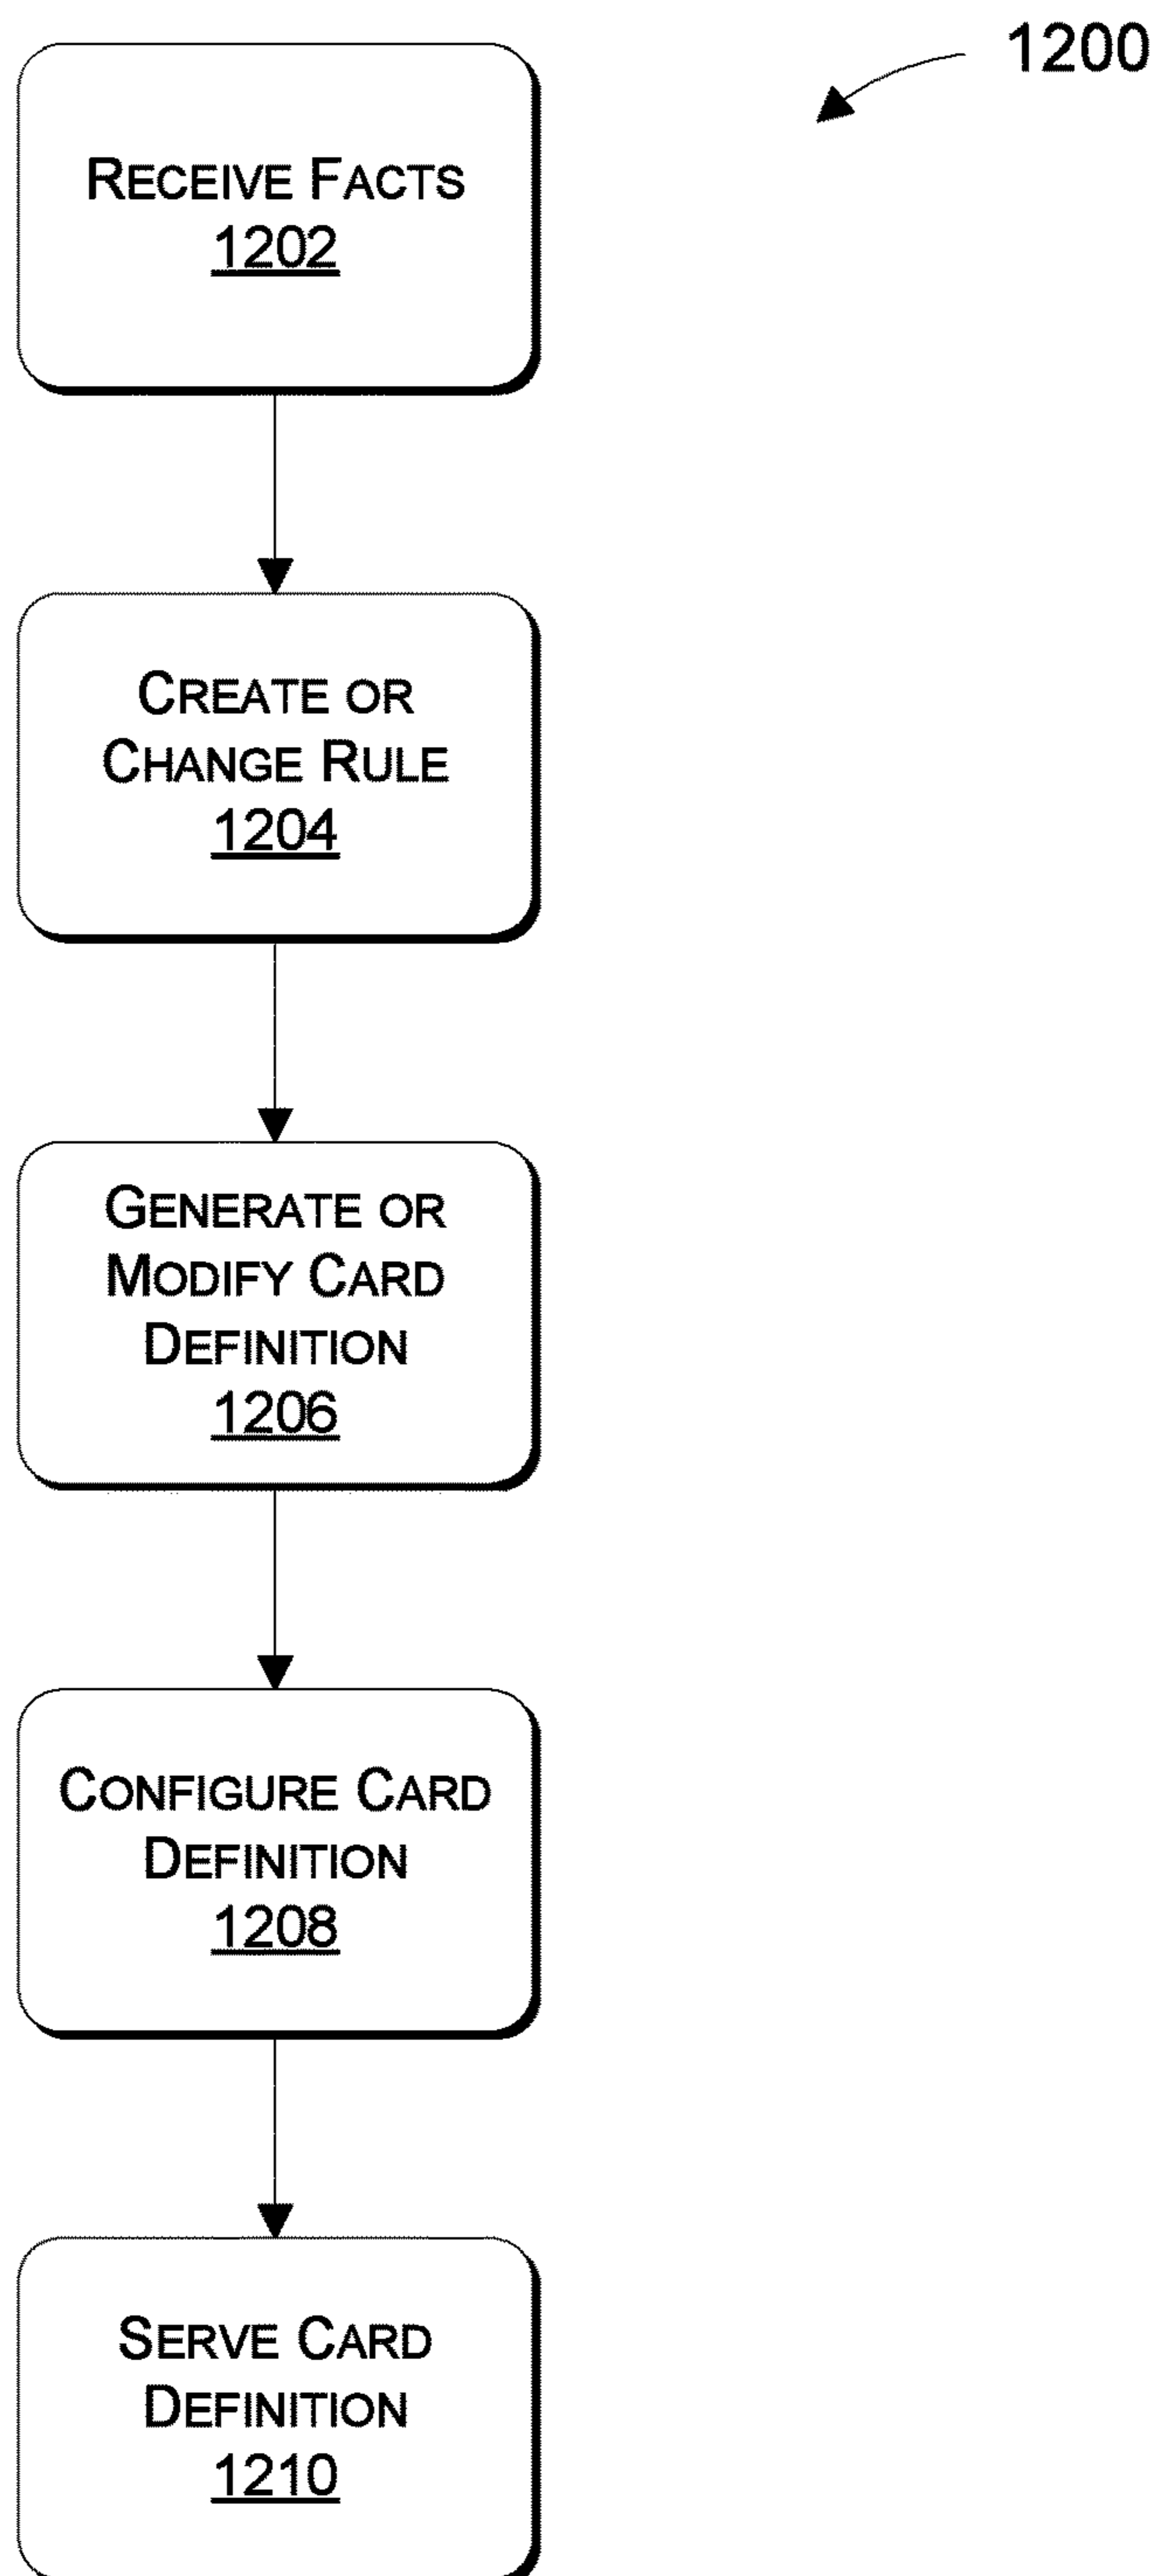 1200
RECEIVE FACTS
1202
CREATE OR
CHANGE RULE
1204
GENERATE OR
MODIFY CARD
DEFINITION
1206
CONFIGURE CARD
DEFINITION
1208
SERVE CARD
DEFINITION
1210